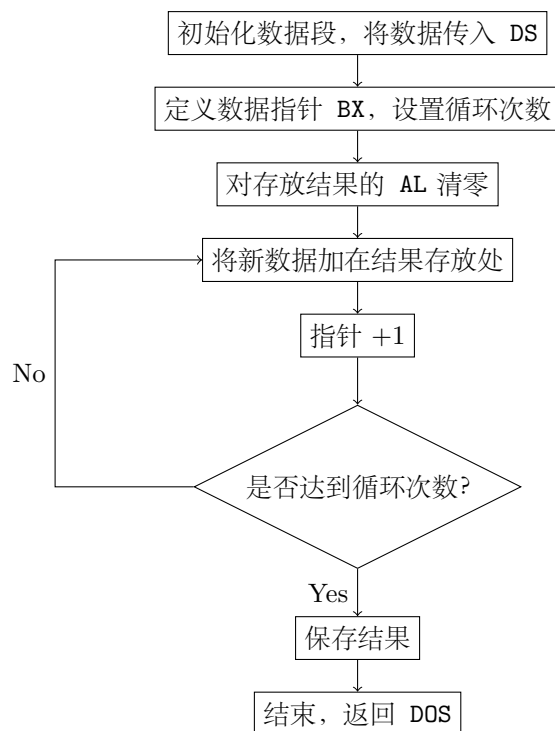 初始化数据段，将数据传入 DS
定义数据指针 BX，设置循环次数
对存放结果的 AL 清零
将新数据加在结果存放处
指针 +1
No
是否达到循环次数?
Yes
保存结果
结束，返回 DOS